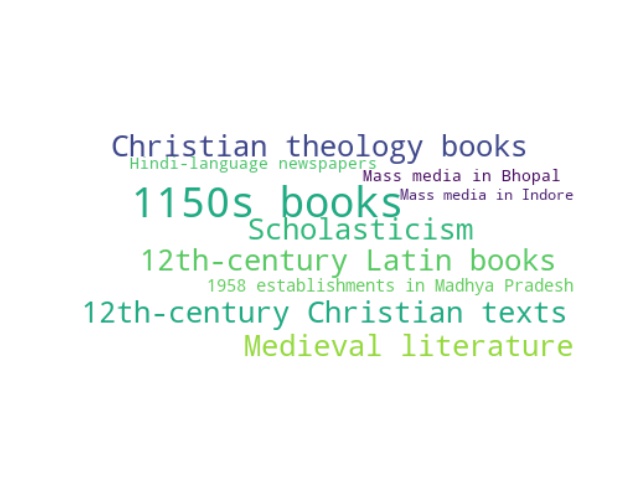 Christian theology books
Hindi-language newspapers
Mass media in Bhopal
1150s books
Mass media in Indore
Scholasticism
12th-century Latin books
1958 establishments in Madhya Pradesh
12th-century Christian texts
Medieval literature